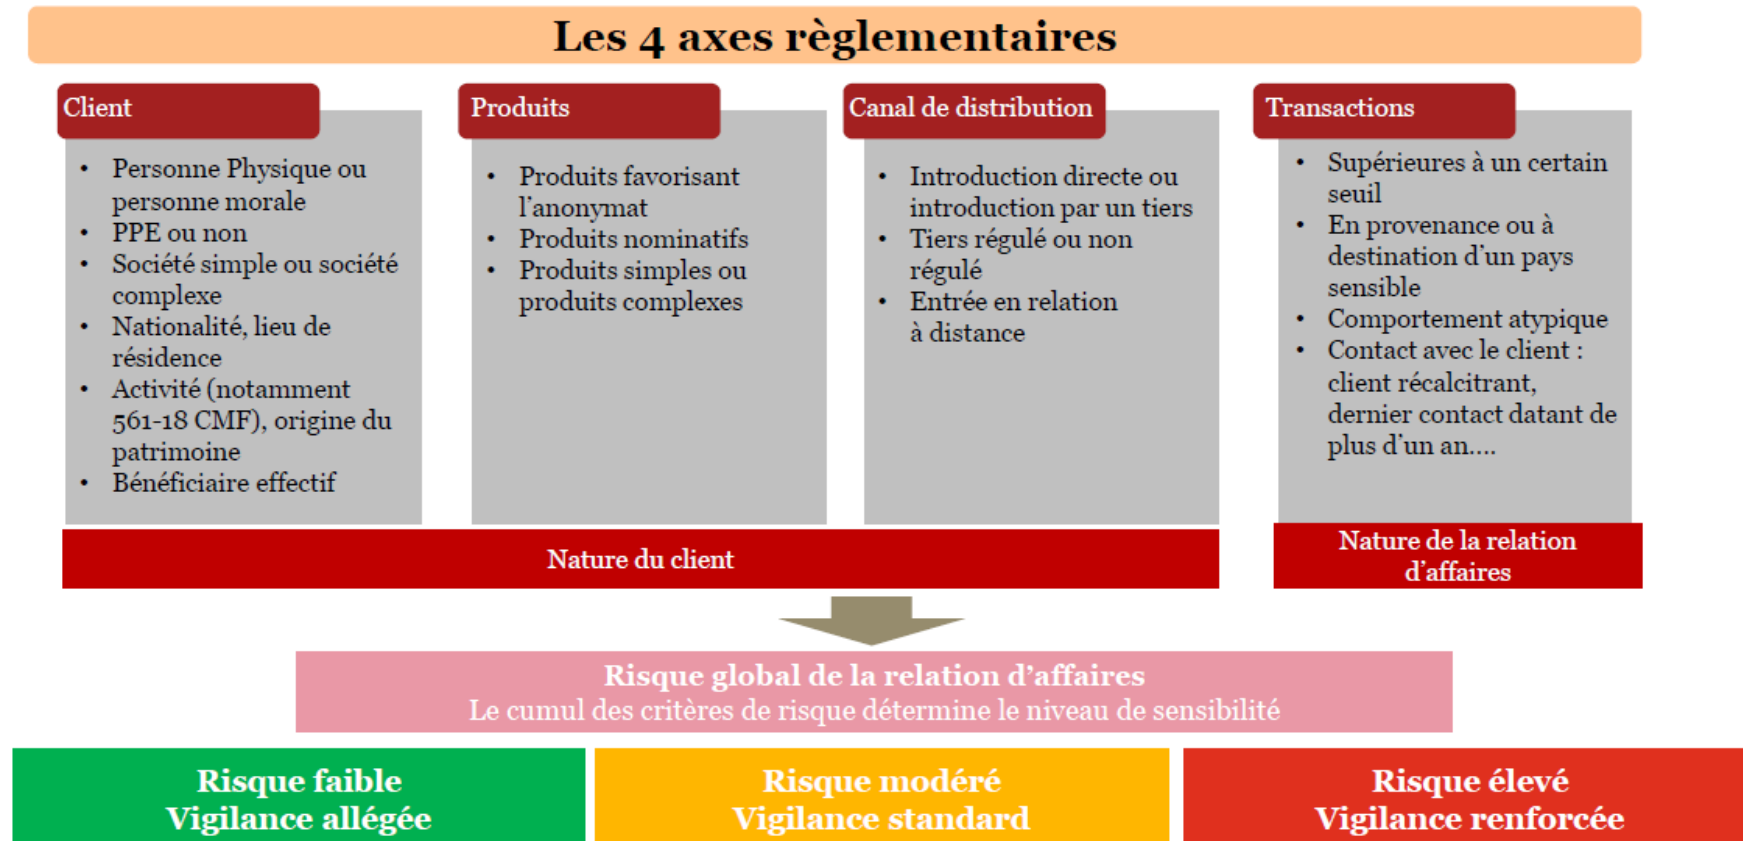 Les 4 axes règlementaires
Client
• Personne Physique ou
personne morale
• PPE ou non
• Société simple ou société
complexe
• Nationalité, lieu de
résidence
• Activité (notamment
561-18 CMF), origine du
patrimoine
• Bénéficiaire effectif
Produits
• Produits favorisant
l’anonymat
• Produits nominatifs
• Produits simples ou
produits complexes
Canal de distribution
• Introduction directe ou
introduction par un tiers
• Tiers régulé ou non
régulé
• Entrée en relation
à distance
Transactions
• Supérieures à un certain
seuil
• En provenance ou à
destination d’un pays
sensible
• Comportement atypique
• Contact avec le client :
client récalcitrant,
dernier contact datant de
plus d’un an….
Nature du client
Nature de la relation
d’affaires
Risque global de la relation d’affaires
Le cumul des critères de risque détermine le niveau de sensibilité
Risque faible
Vigilance allégée
Risque modéré
Vigilance standard
Risque élevé
Vigilance renforcée